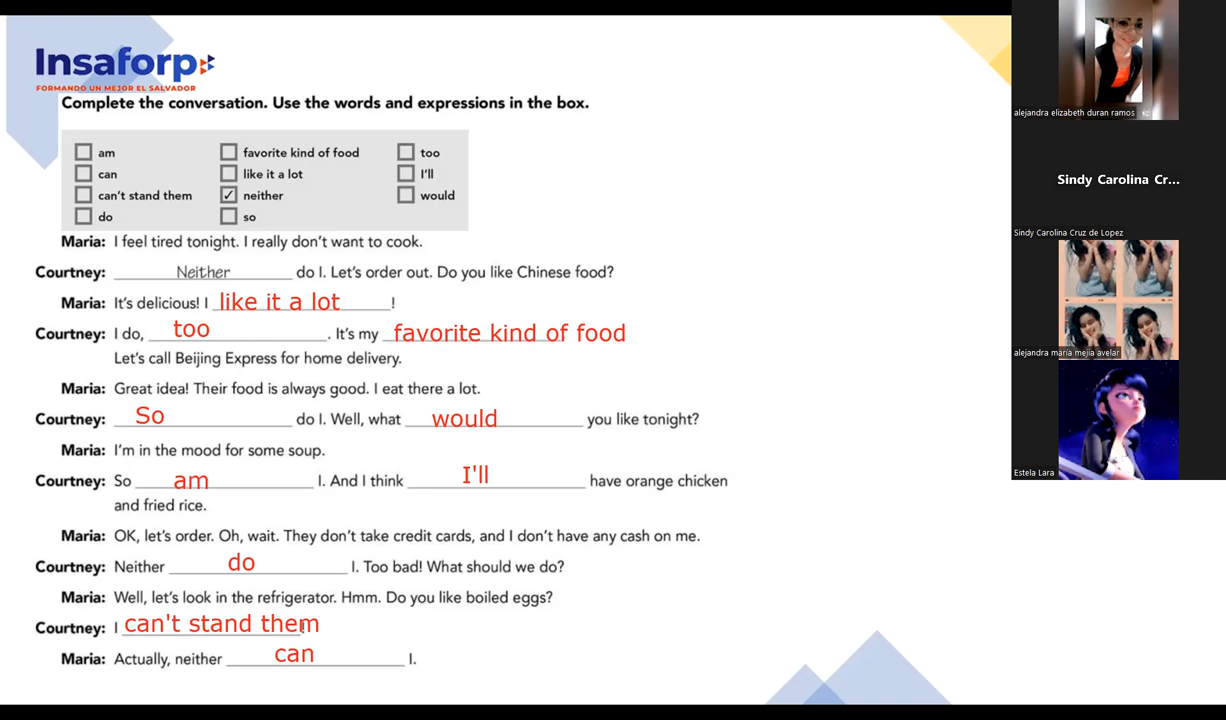 Insaforp
FORMANDO UN MEJOR EL SALVADOR
Complete the conversation. Use the words and expressions in the box.
am favorite kind of food too
can like it a lot I'll
can't stand them ✓ neither would
do so
Maria: I feel tired tonight. I really don't want to cook.
Courtney: Neither do I. Let's order out. Do you like Chinese food?
Maria: It's delicious! I like it a lot !
Courtney: I do, too . It's my favorite kind of food
Let's call Beijing Express for home delivery.
Maria: Great idea! Their food is always good. I eat there a lot.
Courtney: So do I. Well, what would you like tonight?
Maria: I'm in the mood for some soup.
Courtney: So am I. And I think I'll have orange chicken
and fried rice.
Maria: OK, let's order. Oh, wait. They don't take credit cards, and I don't have any cash on me.
Courtney: Neither do I. Too bad! What should we do?
Maria: Well, let's look in the refrigerator. Hmm. Do you like boiled eggs?
Courtney: I can't stand them
Maria: Actually, neither can I.
alejandra elizabeth duran ramos
Sindy Carolina Cr...
Sindy Carolina Cruz de Lopez
alejandra maria mejia avelar
Estela Lara